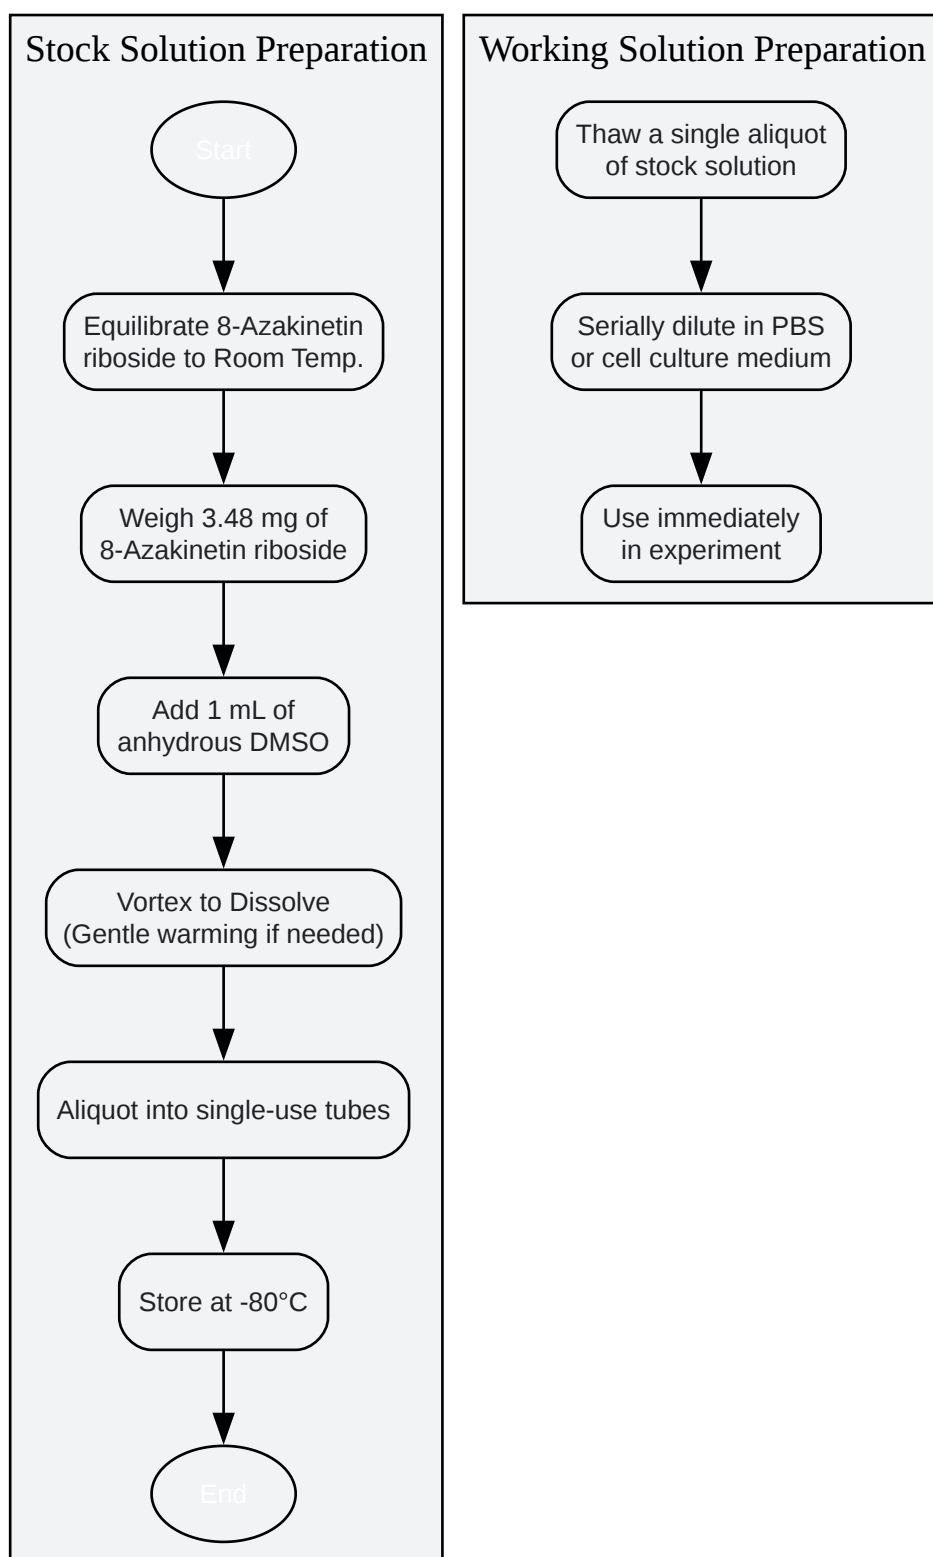 Stock Solution Preparation
Start
Equilibrate 8-Azakinetin
riboside to Room Temp.
Weigh 3.48 mg of
8-Azakinetin riboside
Add 1 mL of
anhydrous DMSO
Vortex to Dissolve
(Gentle warming if needed)
Aliquot into single-use tubes
Store at -80°C
End
Working Solution Preparation
Thaw a single aliquot
of stock solution
Serially dilute in PBS
or cell culture medium
Use immediately
in experiment